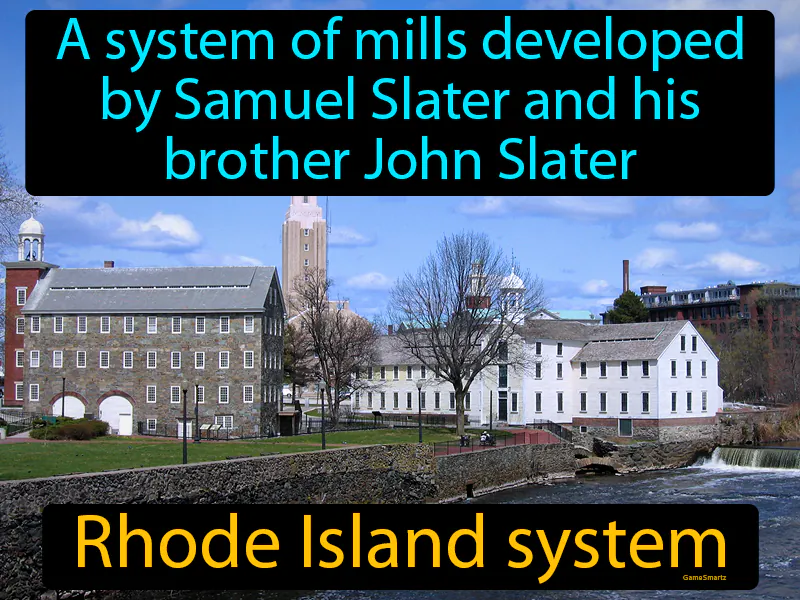 A system of mills developed
by Samuel Slater and his
brother John Slater
Rhode Island system
GameSmartz